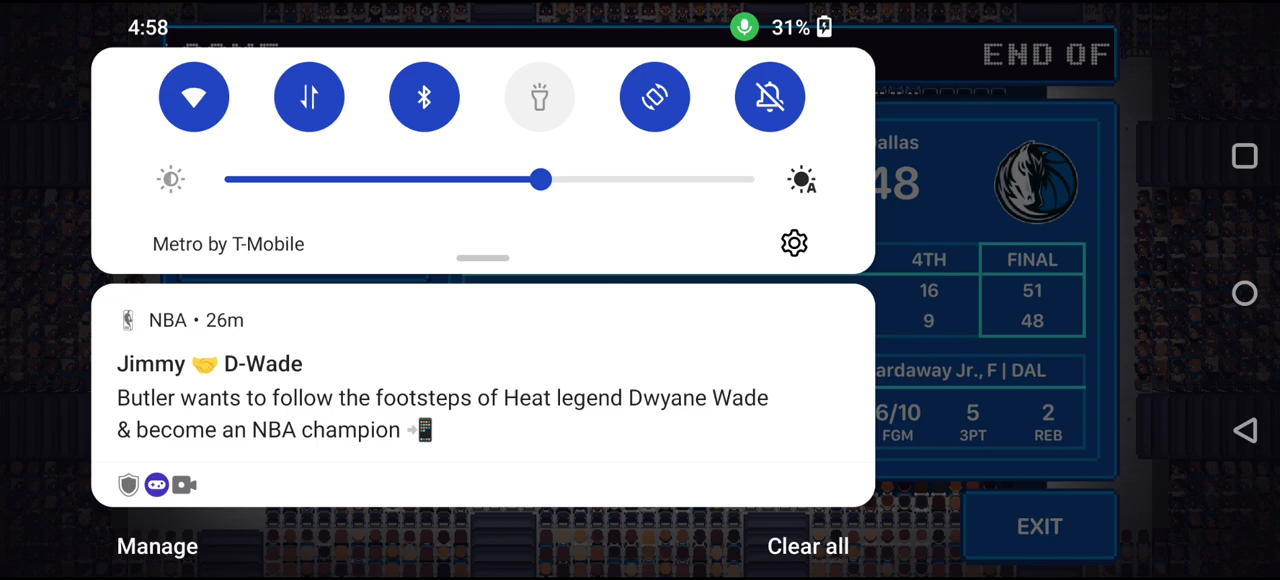 4:58
31%
END OF
A
Metro by T-Mobile
allas
48
4TH
FINAL
16
51
9
48
NBA • 26m
Jimmy 🤝 D-Wade
Butler wants to follow the footsteps of Heat legend Dwyane Wade
& become an NBA champion 📲
ardaway Jr., F | DAL
6/10
5
2
FGM
3PT
REB
EXIT
Manage
Clear all